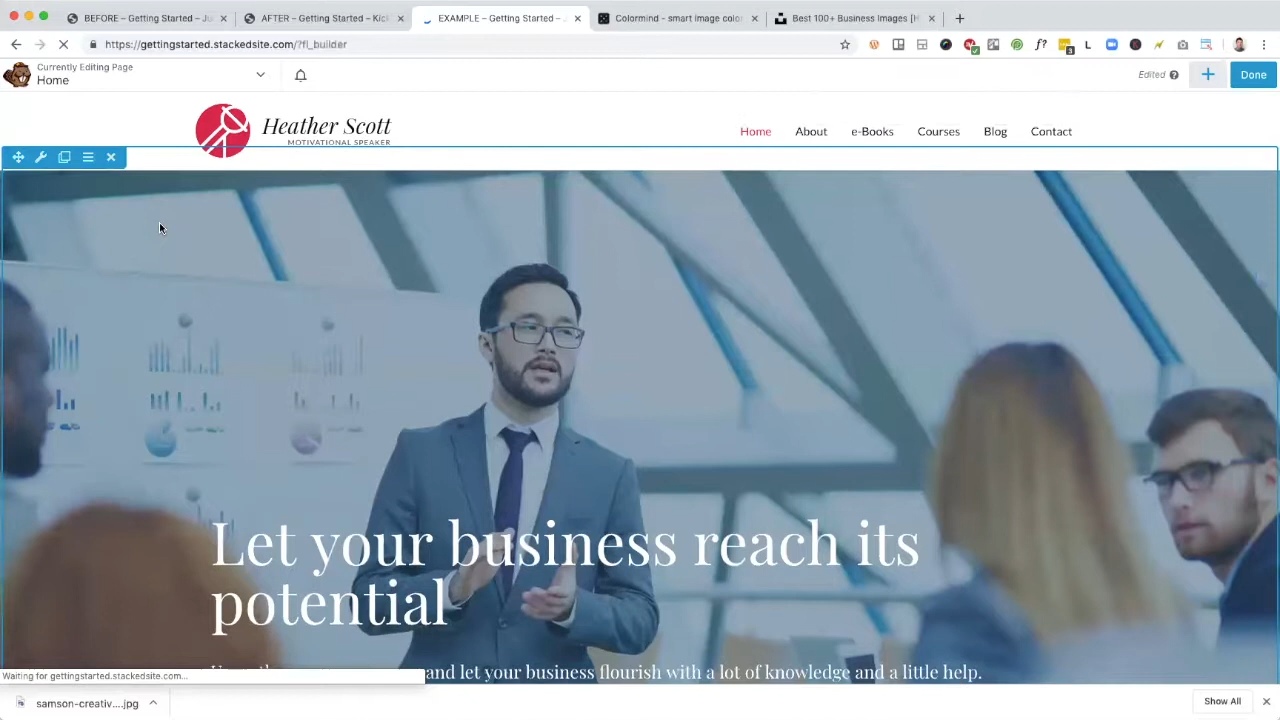 BEFORE – Getting Started – Ju
AFTER – Getting Started – Kick
EXAMPLE – Getting Started – J
Colormind - smart image color
Best 100+ Business Images [H
https://gettingstarted.stackedsite.com/?fl_builder
Currently Editing Page
Home
Edited
Done
Heather Scott
MOTIVATIONAL SPEAKER
Home
About
e-Books
Courses
Blog
Contact
Let your business reach its
potential
and let your business flourish with a lot of knowledge and a little help.
Waiting for gettingstarted.stackedsite.com...
samson-creativ....jpg
Show All